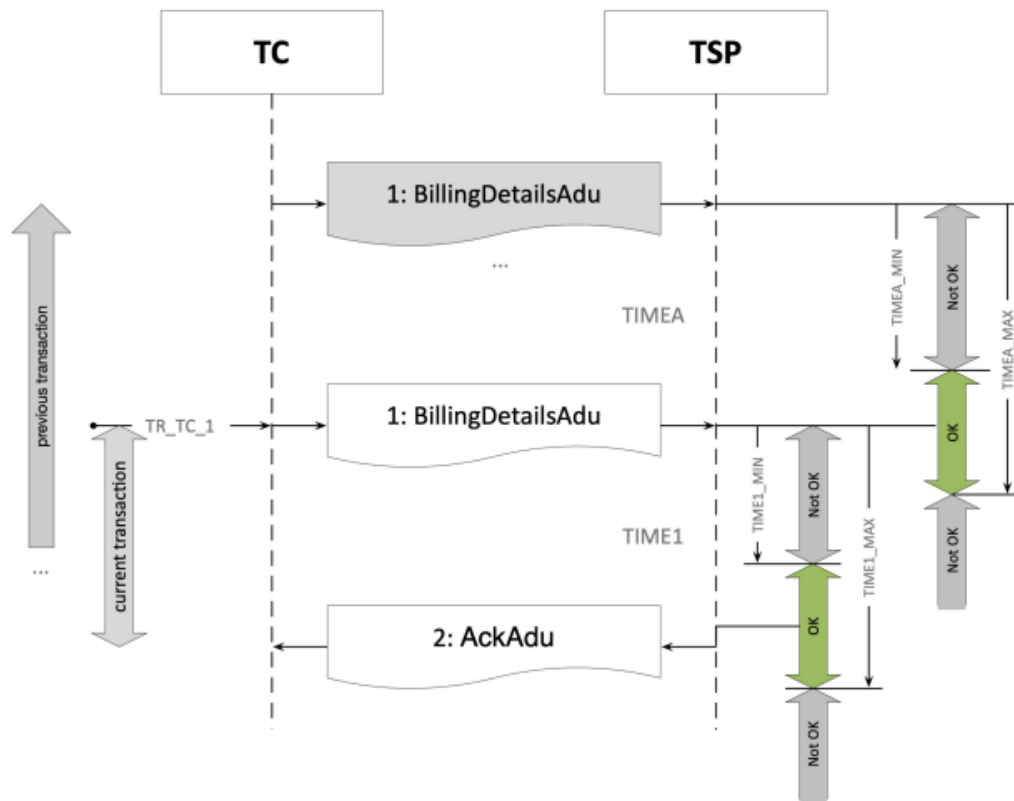 TC
TSP
1: BillingDetailsAdu
...
TIMEA
TIMEA_MIN
Not OK
TIMEA_MAX
previous transaction
TR_TC_1
1: BillingDetailsAdu
OK
TIME1_MIN
Not OK
TIME1_MAX
TIME1
Not OK
...
current transaction
2: AckAdu
OK
Not OK